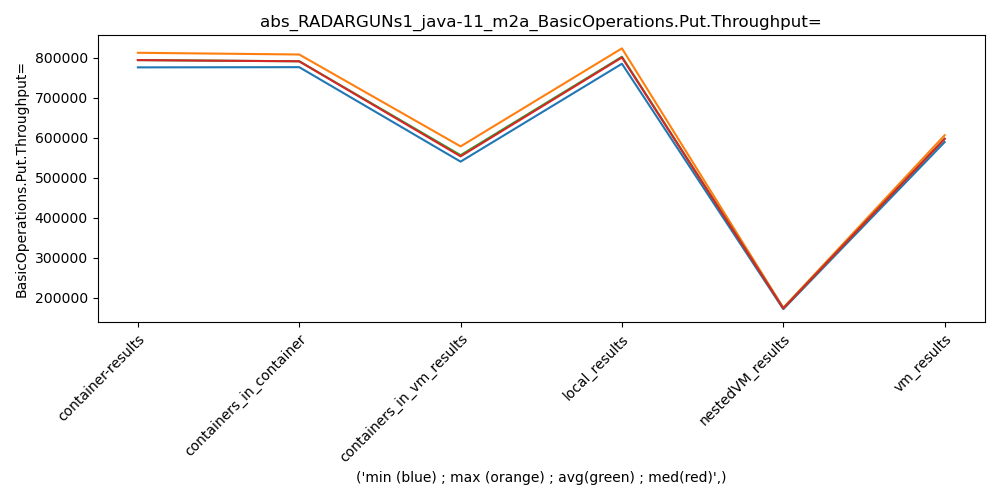 abs_RADARGUNs1_java-11_m2a_BasicOperations.Put.Throughput=
BasicOperations.Put.Throughput=
800000
700000
600000
500000
400000
300000
200000
container-results
containers_in_container
containers_in_vm_results
local_results
nestedVM_results
vm_results
('min (blue) ; max (orange) ; avg(green) ; med(red)',)